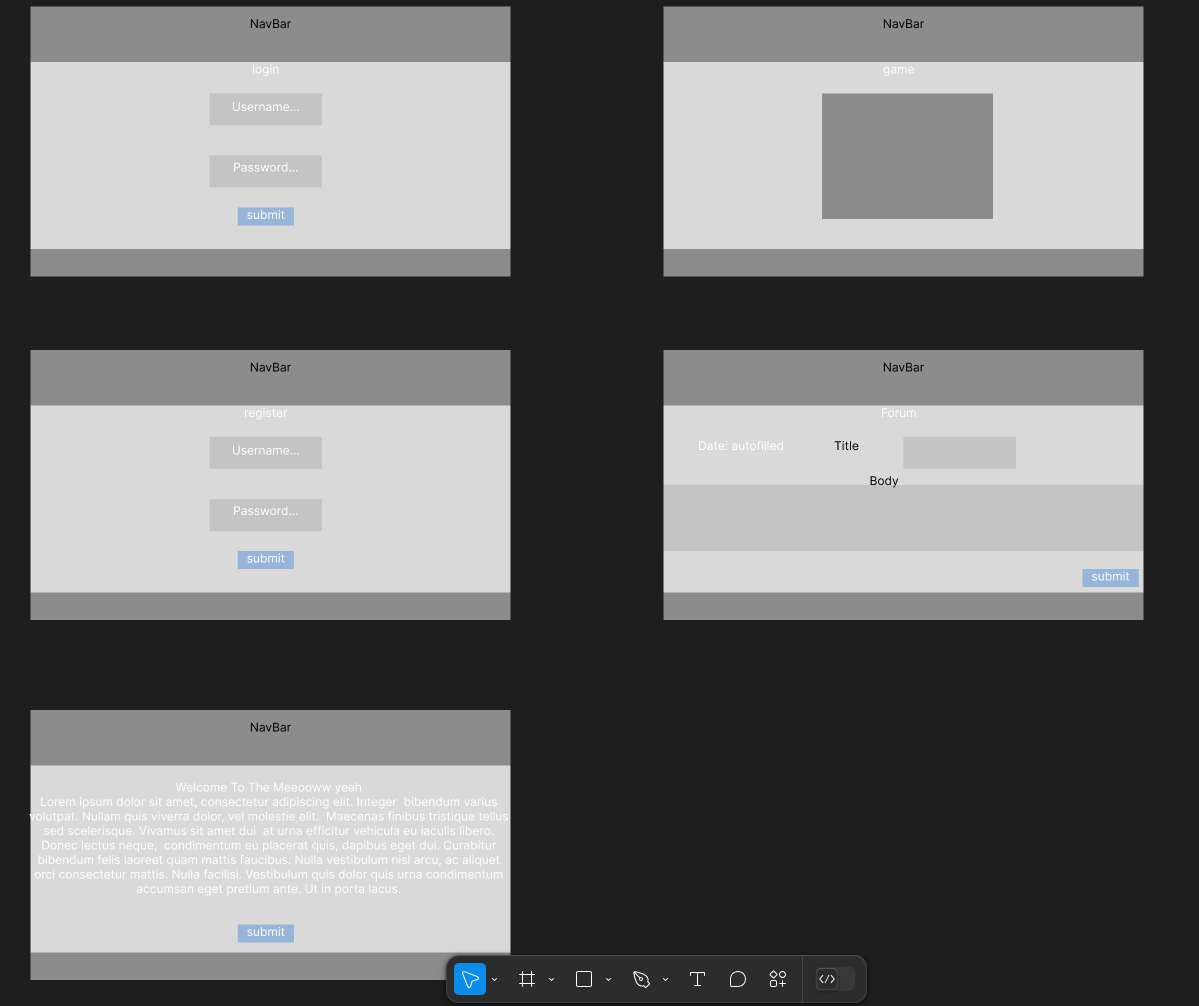 NavBar
login
Username...
Password...
submit
NavBar
game
NavBar
register
Username...
Password...
submit
NavBar
Forum
Date: autofilled
Title
Body
submit
NavBar
Welcome To The Meeooww yeah
Lorem ipsum dolor sit amet, consectetur adipiscing elit. Integer  bibendum varius
volutpat. Nullam quis viverra dolor, vel molestie elit.  Maecenas finibus tristique tellus
sed scelerisque. Vivamus sit amet dui  at urna efficitur vehicula eu iaculis libero.
Donec lectus neque,  condimentum eu placerat quis, dapibus eget dui. Curabitur
bibendum felis laoreet quam mattis faucibus. Nulla vestibulum nisl arcu, ac aliquet
orci consectetur mattis. Nulla facilisi. Vestibulum quis dolor quis urna condimentum
accumsan eget pretium ante. Ut in porta lacus.
submit